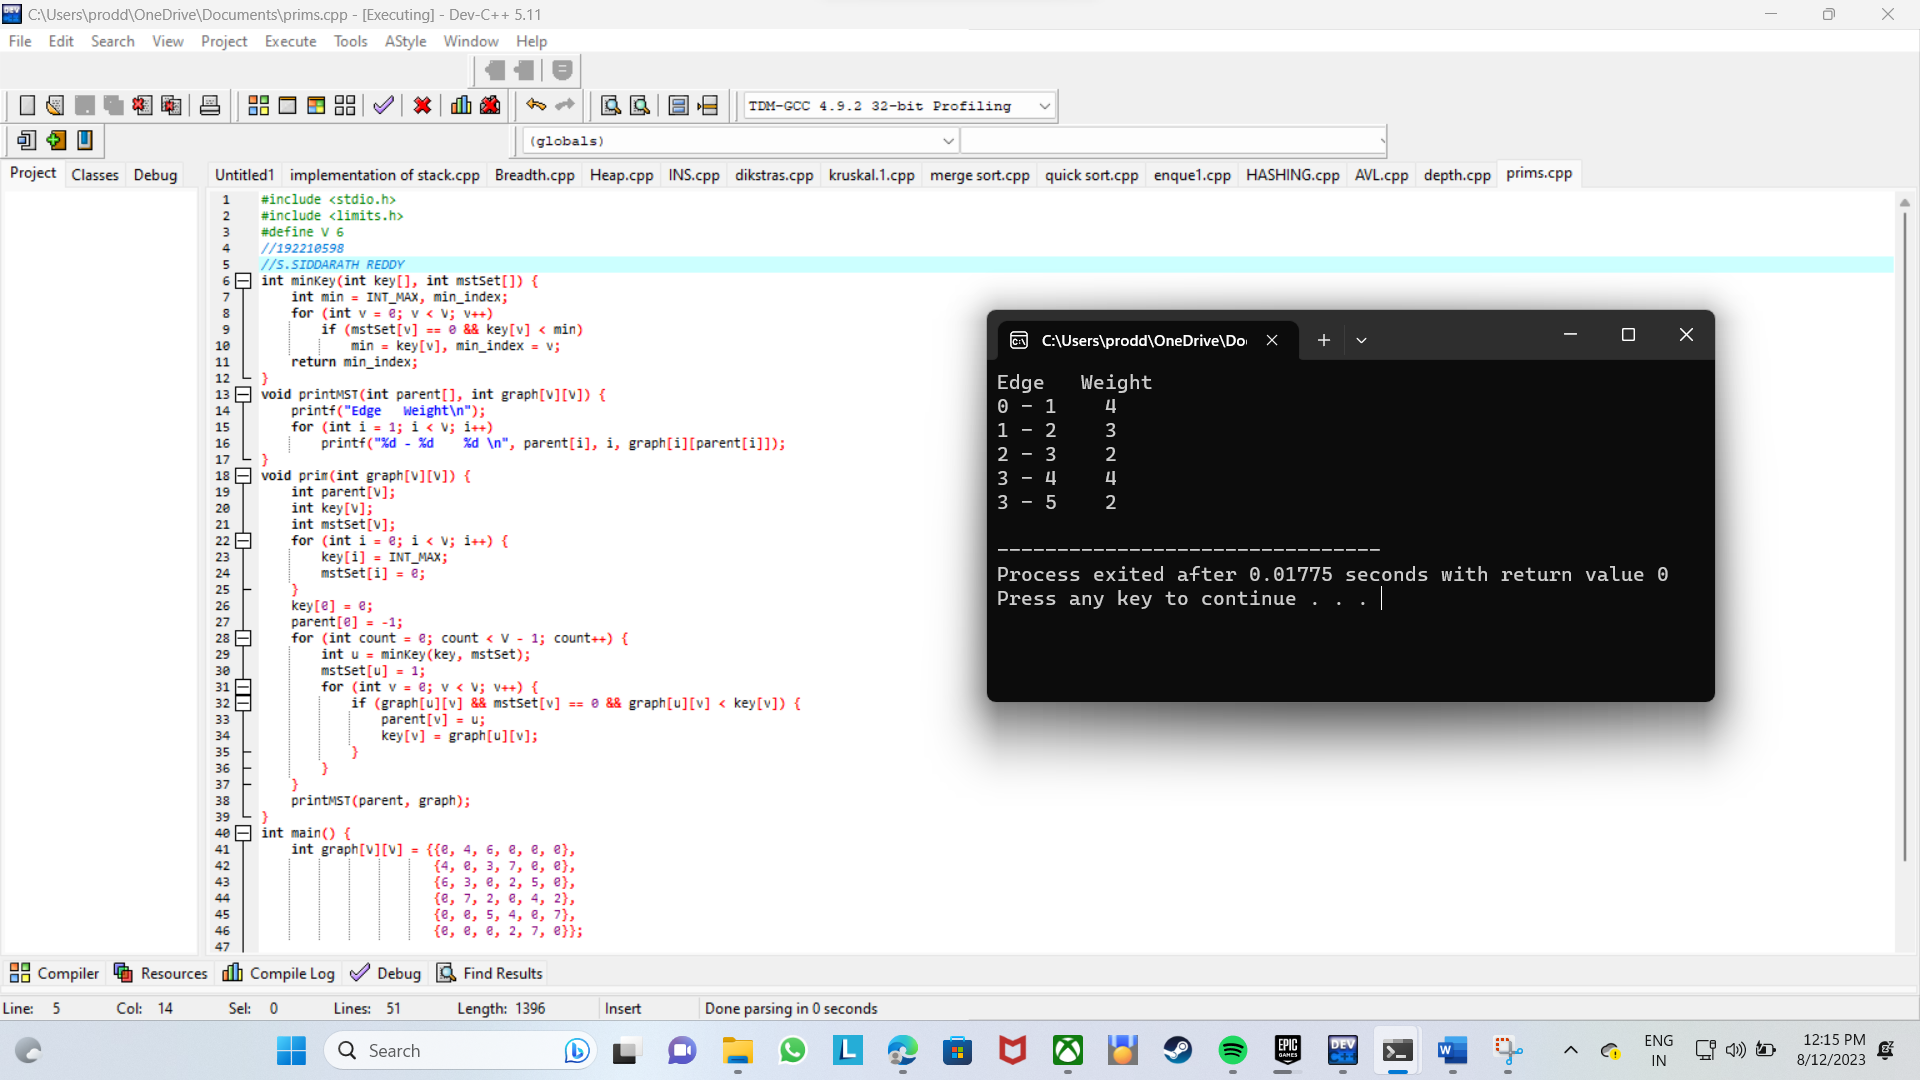 C:\Users\prodd\OneDrive\Documents\prims.cpp - [Executing] - Dev-C++ 5.11
File Edit Search View Project Execute Tools AStyle Window Help
TDM-GCC 4.9.2 32-bit Profiling
(globals)
Project Classes Debug
Untitled1 implementation of stack.cpp Breadth.cpp Heap.cpp INS.cpp dikstras.cpp kruskal.1.cpp merge sort.cpp quick sort.cpp enque1.cpp HASHING.cpp AVL.cpp depth.cpp prims.cpp
1 #include <stdio.h>
2 #include <limits.h>
3 #define V 6
4 //192210598
5 //S.SIDDARATH REDDY
6 int minKey(int key[], int mstSet[]) {
7 int min = INT_MAX, min_index;
8 for (int v = 0; v < V; v++)
9 if (mstSet[v] == 0 && key[v] < min)
10 min = key[v], min_index = v;
11 return min_index;
12 }
13 void printMST(int parent[], int graph[V][V]) {
14 printf("Edge   Weight\n");
15 for (int i = 1; i < V; i++)
16 printf("%d - %d    %d \n", parent[i], i, graph[i][parent[i]]);
17 }
18 void prim(int graph[V][V]) {
19 int parent[V];
20 int key[V];
21 int mstSet[V];
22 for (int i = 0; i < V; i++) {
23 key[i] = INT_MAX;
24 mstSet[i] = 0;
25 }
26 key[0] = 0;
27 parent[0] = -1;
28 for (int count = 0; count < V - 1; count++) {
29 int u = minKey(key, mstSet);
30 mstSet[u] = 1;
31 for (int v = 0; v < V; v++) {
32 if (graph[u][v] && mstSet[v] == 0 && graph[u][v] < key[v]) {
33 parent[v] = u;
34 key[v] = graph[u][v];
35 }
36 }
37 }
38 printMST(parent, graph);
39 }
40 int main() {
41 int graph[V][V] = {{0, 4, 6, 0, 0, 0},
42 {4, 0, 3, 7, 0, 0},
43 {6, 3, 0, 2, 5, 0},
44 {0, 7, 2, 0, 4, 2},
45 {0, 0, 5, 4, 0, 7},
46 {0, 0, 0, 2, 7, 0}};
47
C:\Users\prodd\OneDrive\Do
Edge   Weight
0 - 1    4
1 - 2    3
2 - 3    2
3 - 4    4
3 - 5    2
--------------------------------
Process exited after 0.01775 seconds with return value 0
Press any key to continue . . .
Compiler Resources Compile Log Debug Find Results
Line: 5 Col: 14 Sel: 0 Lines: 51 Length: 1396 Insert Done parsing in 0 seconds
Search
L
EPIC GAMES
DEV C++
W
ENG
IN
12:15 PM
8/12/2023